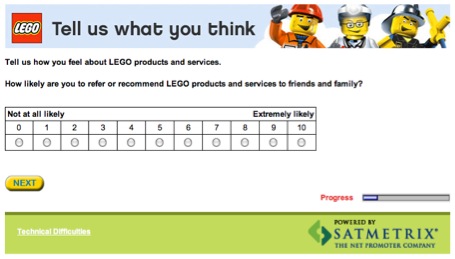 LEGO Tell us what you think
Tell us how you feel about LEGO products and services.
How likely are you to refer or recommend LEGO products and services to friends and family?
Not at all likely Extremely likely
0 1 2 3 4 5 6 7 8 9 10
NEXT
Progress
Technical Difficulties
POWERED BY
SATMETRIX
THE NET PROMOTER COMPANY